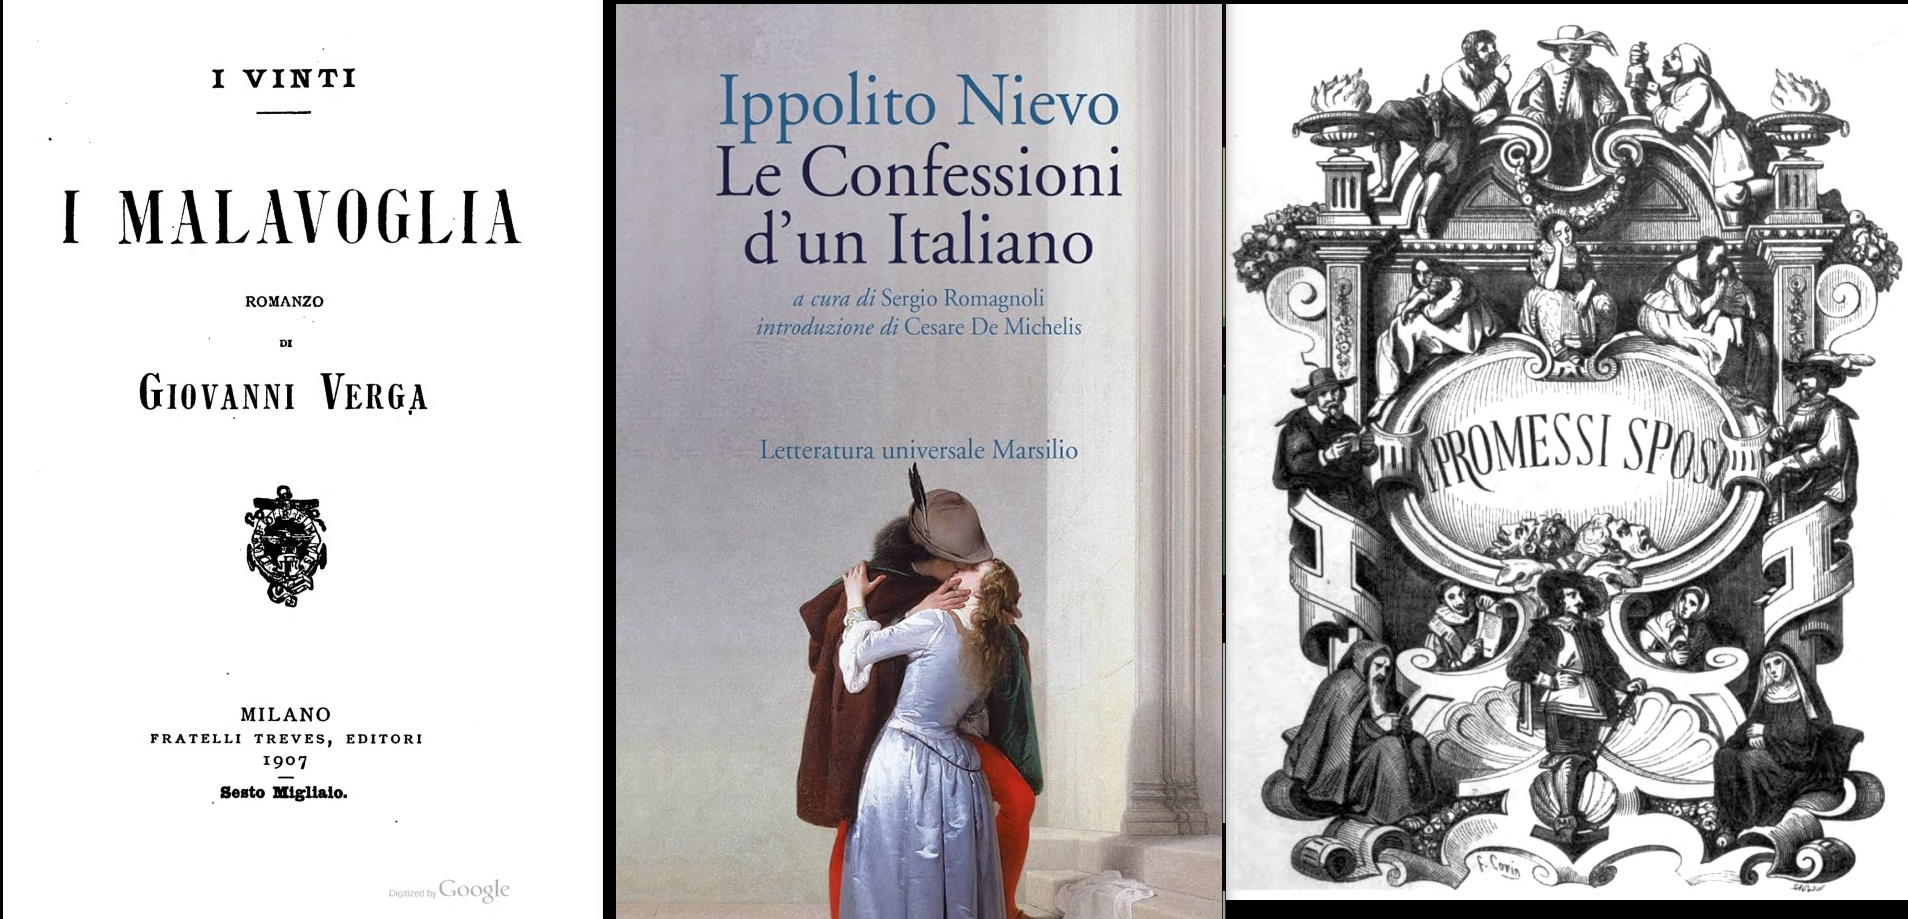 I VINTI
I MALAVOGLIA
ROMANZO
DI
GIOVANNI VERGA
MILANO
FRATELLI TREVES, EDITORI
1907
Sesto Migliaio.
Digitized by Google
Ippolito Nievo
Le Confessioni
d'un Italiano
a cura di Sergio Romagnoli
introduzione di Cesare De Michelis
Letteratura universale Marsilio
I PROMESSI SPOSI